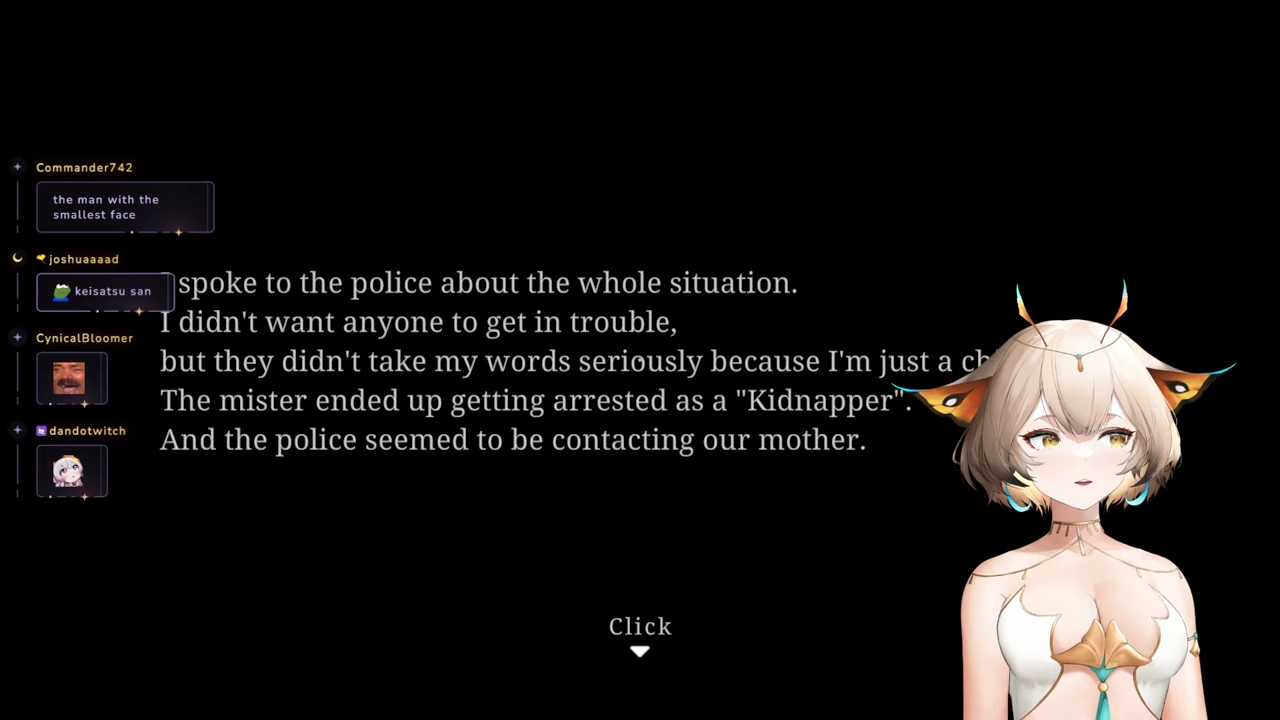 Commander742
the man with the
smallest face
joshuaaaad
keisatsu san
CynicalBloomer
dandotwitch
spoke to the police about the whole situation.
I didn't want anyone to get in trouble,
but they didn't take my words seriously because I'm just a
The mister ended up getting arrested as a "Kidnapper".
And the police seemed to be contacting our mother.
Click